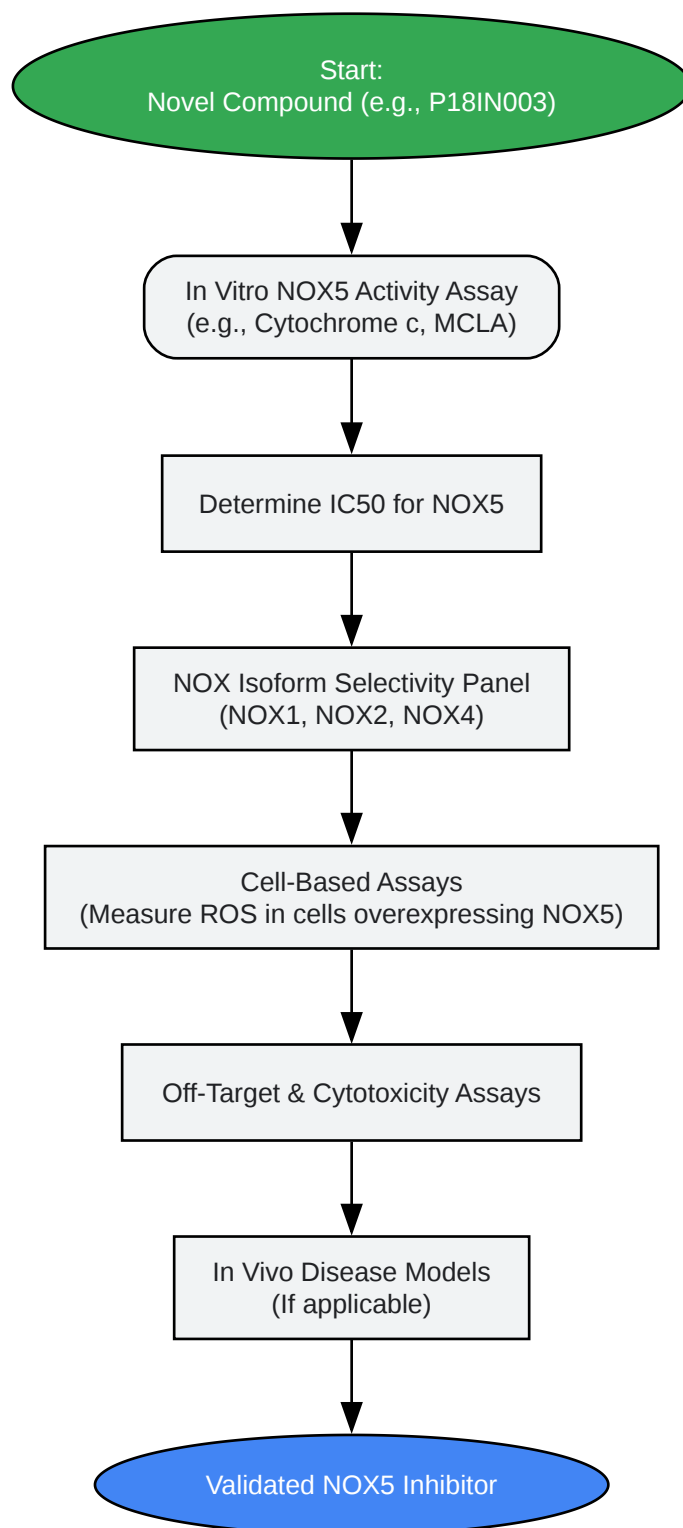 Start:
Novel Compound (e.g., P18IN003)
In Vitro NOX5 Activity Assay
(e.g., Cytochrome c, MCLA)
Determine IC50 for NOX5
NOX Isoform Selectivity Panel
(NOX1, NOX2, NOX4)
Cell-Based Assays
(Measure ROS in cells overexpressing NOX5)
Off-Target & Cytotoxicity Assays
In Vivo Disease Models
(If applicable)
Validated NOX5 Inhibitor